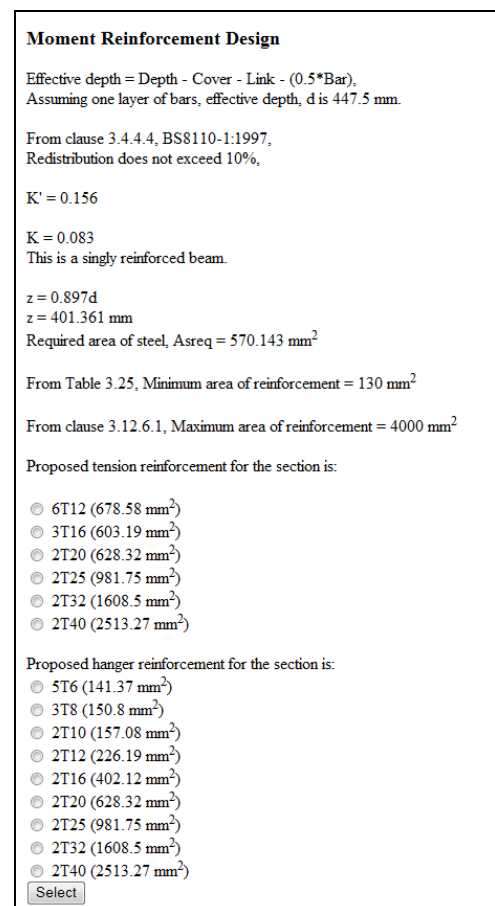 Moment Reinforcement Design
Effective depth = Depth - Cover - Link - (0.5*Bar),
Assuming one layer of bars, effective depth, d is 447.5 mm.
From clause 3.4.4.4, BS8110-1:1997,
Redistribution does not exceed 10%,
K' = 0.156
K = 0.083
This is a singly reinforced beam.
z = 0.897d
z = 401.361 mm
Required area of steel, Asreq = 570.143 mm²
From Table 3.25, Minimum area of reinforcement = 130 mm²
From clause 3.12.6.1, Maximum area of reinforcement = 4000 mm²
Proposed tension reinforcement for the section is:
6T12 (678.58 mm²)
3T16 (603.19 mm²)
2T20 (628.32 mm²)
2T25 (981.75 mm²)
2T32 (1608.5 mm²)
2T40 (2513.27 mm²)
Proposed hanger reinforcement for the section is:
5T6 (141.37 mm²)
3T8 (150.8 mm²)
2T10 (157.08 mm²)
2T12 (226.19 mm²)
2T16 (402.12 mm²)
2T20 (628.32 mm²)
2T25 (981.75 mm²)
2T32 (1608.5 mm²)
2T40 (2513.27 mm²)
Select